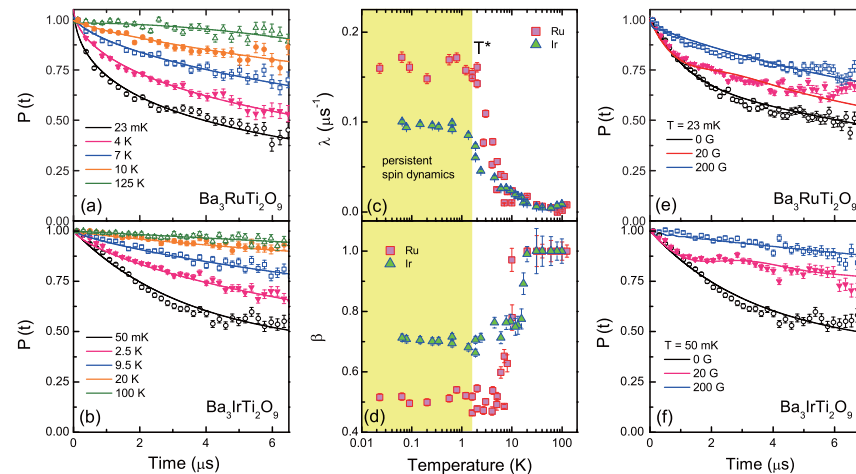 1.00
0.75
0.50
0.25
0.00
P(t)
23 mK
4 K
7 K
10 K
125 K
(a)
Ba3RuTi2O9
1.00
0.75
0.50
0.25
0.00
P(t)
50 mK
2.5 K
9.5 K
20 K
100 K
(b)
Ba3IrTi2O9
0 2 4 6
Time (μs)
0.2
0.1
0.0
λ (μs⁻¹)
T*
Ru
Ir
persistent
spin dynamics
(c)
1.0
0.8
0.6
0.4
β
Ru
Ir
(d)
0.01 0.1 1 10 100
Temperature (K)
1.00
0.75
0.50
0.25
0.00
P(t)
T = 23 mK
0 G
20 G
200 G
(e)
Ba3RuTi2O9
1.00
0.75
0.50
0.25
0.00
P(t)
T = 50 mK
0 G
20 G
200 G
(f)
Ba3IrTi2O9
0 2 4 6
Time (μs)